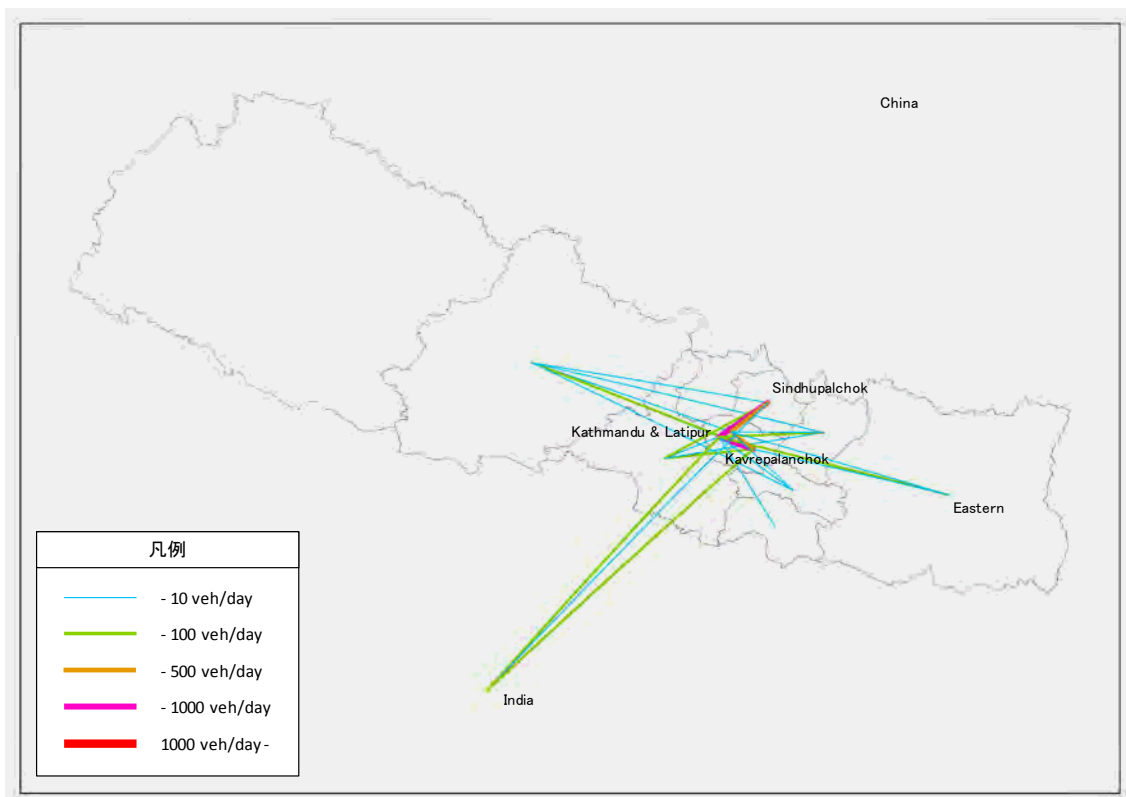 China
Sindhupalchok
Kathmandu & Latipur
Kavrepalanchok
Eastern
India
凡例
- 10 veh/day
- 100 veh/day
- 500 veh/day
- 1000 veh/day
1000 veh/day -